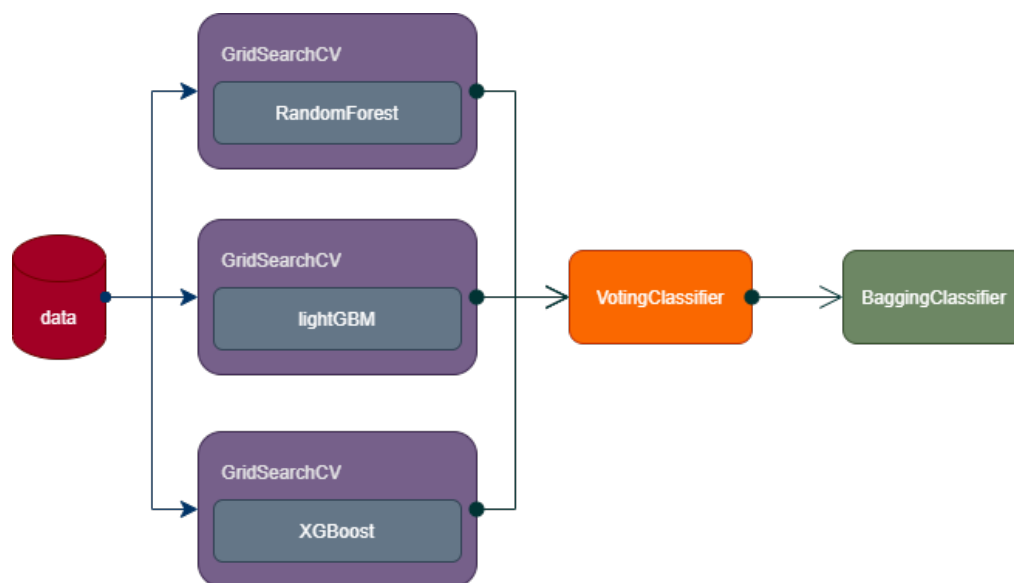 GridSearchCV
RandomForest
GridSearchCV
lightGBM
GridSearchCV
XGBoost
data
VotingClassifier
BaggingClassifier